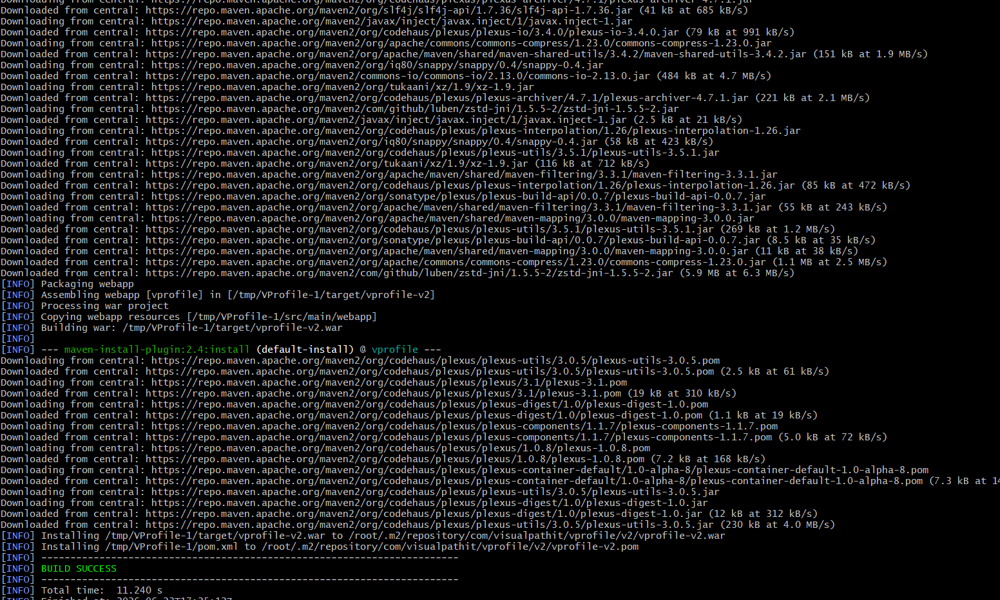 Downloading from central: https://repo.maven.apache.org/maven2/org/codehaus/plexus/plexus-archiver/4.7.1/plexus-archiver-4.7.1.jar
Downloaded from central: https://repo.maven.apache.org/maven2/org/slf4j/slf4j-api/1.7.36/slf4j-api-1.7.36.jar (41 kB at 685 kB/s)
Downloading from central: https://repo.maven.apache.org/maven2/javax/inject/javax.inject/1/javax.inject-1.jar
Downloaded from central: https://repo.maven.apache.org/maven2/org/codehaus/plexus/plexus-io/3.4.0/plexus-io-3.4.0.jar (79 kB at 991 kB/s)
Downloading from central: https://repo.maven.apache.org/maven2/org/apache/commons/commons-compress/1.23.0/commons-compress-1.23.0.jar
Downloaded from central: https://repo.maven.apache.org/maven2/org/apache/maven/shared/maven-shared-utils/3.4.2/maven-shared-utils-3.4.2.jar (151 kB at 1.9 MB/s)
Downloading from central: https://repo.maven.apache.org/maven2/org/iq80/snappy/snappy/0.4/snappy-0.4.jar
Downloaded from central: https://repo.maven.apache.org/maven2/commons-io/commons-io/2.13.0/commons-io-2.13.0.jar (484 kB at 4.7 MB/s)
Downloading from central: https://repo.maven.apache.org/maven2/org/tukaani/xz/1.9/xz-1.9.jar
Downloaded from central: https://repo.maven.apache.org/maven2/org/codehaus/plexus/plexus-archiver/4.7.1/plexus-archiver-4.7.1.jar (221 kB at 2.1 MB/s)
Downloading from central: https://repo.maven.apache.org/maven2/com/github/luben/zstd-jni/1.5.5-2/zstd-jni-1.5.5-2.jar
Downloaded from central: https://repo.maven.apache.org/maven2/javax/inject/javax.inject/1/javax.inject-1.jar (2.5 kB at 21 kB/s)
Downloading from central: https://repo.maven.apache.org/maven2/org/codehaus/plexus/plexus-interpolation/1.26/plexus-interpolation-1.26.jar
Downloaded from central: https://repo.maven.apache.org/maven2/org/iq80/snappy/snappy/0.4/snappy-0.4.jar (58 kB at 423 kB/s)
Downloading from central: https://repo.maven.apache.org/maven2/org/codehaus/plexus/plexus-utils/3.5.1/plexus-utils-3.5.1.jar
Downloaded from central: https://repo.maven.apache.org/maven2/org/tukaani/xz/1.9/xz-1.9.jar (116 kB at 712 kB/s)
Downloading from central: https://repo.maven.apache.org/maven2/org/apache/maven/shared/maven-filtering/3.3.1/maven-filtering-3.3.1.jar
Downloaded from central: https://repo.maven.apache.org/maven2/org/codehaus/plexus/plexus-interpolation/1.26/plexus-interpolation-1.26.jar (85 kB at 472 kB/s)
Downloading from central: https://repo.maven.apache.org/maven2/org/sonatype/plexus/plexus-build-api/0.0.7/plexus-build-api-0.0.7.jar
Downloaded from central: https://repo.maven.apache.org/maven2/org/apache/maven/shared/maven-filtering/3.3.1/maven-filtering-3.3.1.jar (55 kB at 243 kB/s)
Downloading from central: https://repo.maven.apache.org/maven2/org/apache/maven/shared/maven-mapping/3.0.0/maven-mapping-3.0.0.jar
Downloaded from central: https://repo.maven.apache.org/maven2/org/codehaus/plexus/plexus-utils/3.5.1/plexus-utils-3.5.1.jar (269 kB at 1.2 MB/s)
Downloaded from central: https://repo.maven.apache.org/maven2/org/sonatype/plexus/plexus-build-api/0.0.7/plexus-build-api-0.0.7.jar (8.5 kB at 35 kB/s)
Downloaded from central: https://repo.maven.apache.org/maven2/org/apache/maven/shared/maven-mapping/3.0.0/maven-mapping-3.0.0.jar (11 kB at 38 kB/s)
Downloaded from central: https://repo.maven.apache.org/maven2/org/apache/commons/commons-compress/1.23.0/commons-compress-1.23.0.jar (1.1 MB at 2.5 MB/s)
Downloaded from central: https://repo.maven.apache.org/maven2/com/github/luben/zstd-jni/1.5.5-2/zstd-jni-1.5.5-2.jar (5.9 MB at 6.3 MB/s)
[INFO] Packaging webapp
[INFO] Assembling webapp [vprofile] in [/tmp/VProfile-1/target/vprofile-v2]
[INFO] Processing war project
[INFO] Copying webapp resources [/tmp/VProfile-1/src/main/webapp]
[INFO] Building war: /tmp/VProfile-1/target/vprofile-v2.war
[INFO]
[INFO] --- maven-install-plugin:2.4:install (default-install) @ vprofile ---
Downloading from central: https://repo.maven.apache.org/maven2/org/codehaus/plexus/plexus-utils/3.0.5/plexus-utils-3.0.5.pom
Downloaded from central: https://repo.maven.apache.org/maven2/org/codehaus/plexus/plexus-utils/3.0.5/plexus-utils-3.0.5.pom (2.5 kB at 61 kB/s)
Downloading from central: https://repo.maven.apache.org/maven2/org/codehaus/plexus/plexus/3.1/plexus-3.1.pom
Downloaded from central: https://repo.maven.apache.org/maven2/org/codehaus/plexus/plexus/3.1/plexus-3.1.pom (19 kB at 310 kB/s)
Downloading from central: https://repo.maven.apache.org/maven2/org/codehaus/plexus/plexus-digest/1.0/plexus-digest-1.0.pom
Downloaded from central: https://repo.maven.apache.org/maven2/org/codehaus/plexus/plexus-digest/1.0/plexus-digest-1.0.pom (1.1 kB at 19 kB/s)
Downloading from central: https://repo.maven.apache.org/maven2/org/codehaus/plexus/plexus-components/1.1.7/plexus-components-1.1.7.pom
Downloaded from central: https://repo.maven.apache.org/maven2/org/codehaus/plexus/plexus-components/1.1.7/plexus-components-1.1.7.pom (5.0 kB at 72 kB/s)
Downloading from central: https://repo.maven.apache.org/maven2/org/codehaus/plexus/plexus/1.0.8/plexus-1.0.8.pom
Downloaded from central: https://repo.maven.apache.org/maven2/org/codehaus/plexus/plexus/1.0.8/plexus-1.0.8.pom (7.2 kB at 168 kB/s)
Downloading from central: https://repo.maven.apache.org/maven2/org/codehaus/plexus/plexus-container-default/1.0-alpha-8/plexus-container-default-1.0-alpha-8.pom
Downloaded from central: https://repo.maven.apache.org/maven2/org/codehaus/plexus/plexus-container-default/1.0-alpha-8/plexus-container-default-1.0-alpha-8.pom (7.3 kB at 14
Downloading from central: https://repo.maven.apache.org/maven2/org/codehaus/plexus/plexus-utils/3.0.5/plexus-utils-3.0.5.jar
Downloading from central: https://repo.maven.apache.org/maven2/org/codehaus/plexus/plexus-digest/1.0/plexus-digest-1.0.jar
Downloaded from central: https://repo.maven.apache.org/maven2/org/codehaus/plexus/plexus-digest/1.0/plexus-digest-1.0.jar (12 kB at 312 kB/s)
Downloaded from central: https://repo.maven.apache.org/maven2/org/codehaus/plexus/plexus-utils/3.0.5/plexus-utils-3.0.5.jar (230 kB at 4.0 MB/s)
[INFO] Installing /tmp/VProfile-1/target/vprofile-v2.war to /root/.m2/repository/com/visualpathit/vprofile/v2/vprofile-v2.war
[INFO] Installing /tmp/VProfile-1/pom.xml to /root/.m2/repository/com/visualpathit/vprofile/v2/vprofile-v2.pom
[INFO] ------------------------------------------------------------------------
[INFO] BUILD SUCCESS
[INFO] ------------------------------------------------------------------------
[INFO] Total time:  11.240 s
[INFO] Finished at: